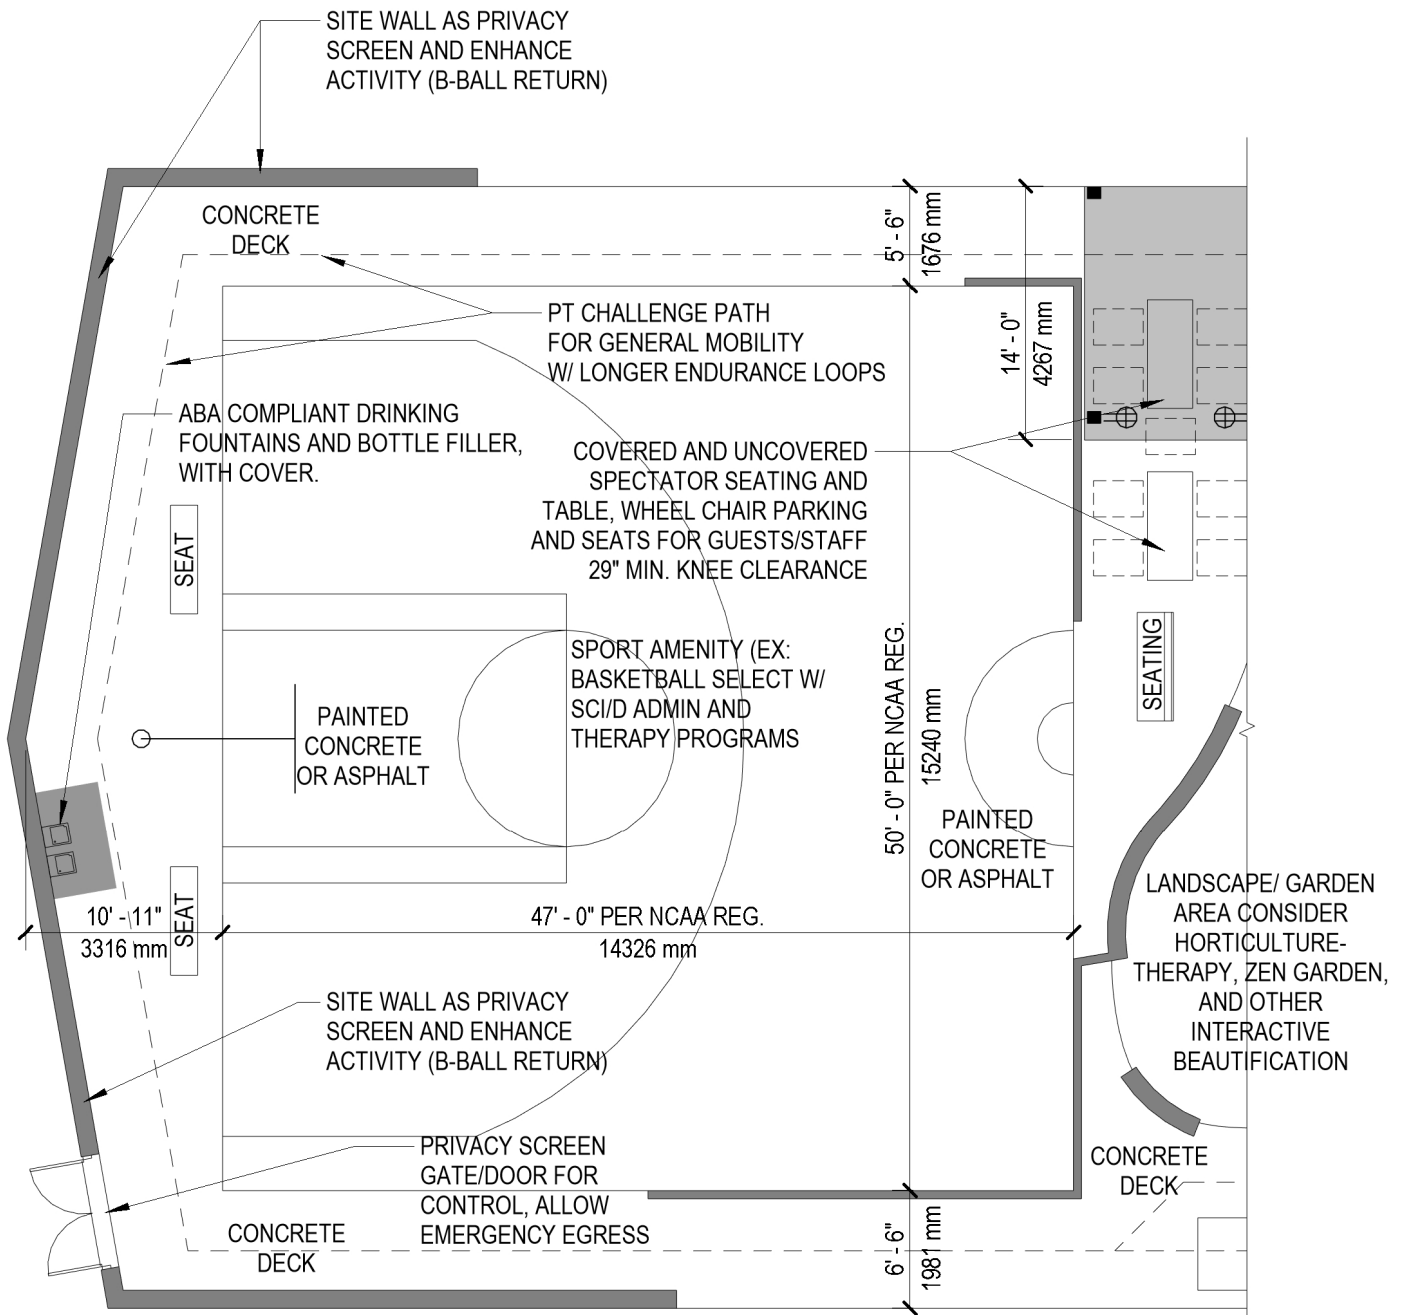 SITE WALL AS PRIVACY
SCREEN AND ENHANCE
ACTIVITY (B-BALL RETURN)
CONCRETE
DECK
5' - 6"
1676 mm
14' - 0"
4267 mm
PT CHALLENGE PATH
FOR GENERAL MOBILITY
W/ LONGER ENDURANCE LOOPS
ABA COMPLIANT DRINKING
FOUNTAINS AND BOTTLE FILLER,
WITH COVER.
COVERED AND UNCOVERED
SPECTATOR SEATING AND
TABLE, WHEEL CHAIR PARKING
AND SEATS FOR GUESTS/STAFF
29" MIN. KNEE CLEARANCE
SEAT
SPORT AMENITY (EX:
BASKETBALL SELECT W/
SCI/D ADMIN AND
THERAPY PROGRAMS
SEATING
PAINTED
CONCRETE
OR ASPHALT
50' - 0" PER NCAA REG.
15240 mm
PAINTED
CONCRETE
OR ASPHALT
LANDSCAPE/ GARDEN
AREA CONSIDER
HORTICULTURE-
THERAPY, ZEN GARDEN,
AND OTHER
INTERACTIVE
BEAUTIFICATION
10' - 11"
3316 mm
SEAT
47' - 0" PER NCAA REG.
14326 mm
SITE WALL AS PRIVACY
SCREEN AND ENHANCE
ACTIVITY (B-BALL RETURN)
PRIVACY SCREEN
GATE/DOOR FOR
CONTROL, ALLOW
EMERGENCY EGRESS
CONCRETE
DECK
CONCRETE
DECK
6' - 6"
1981 mm